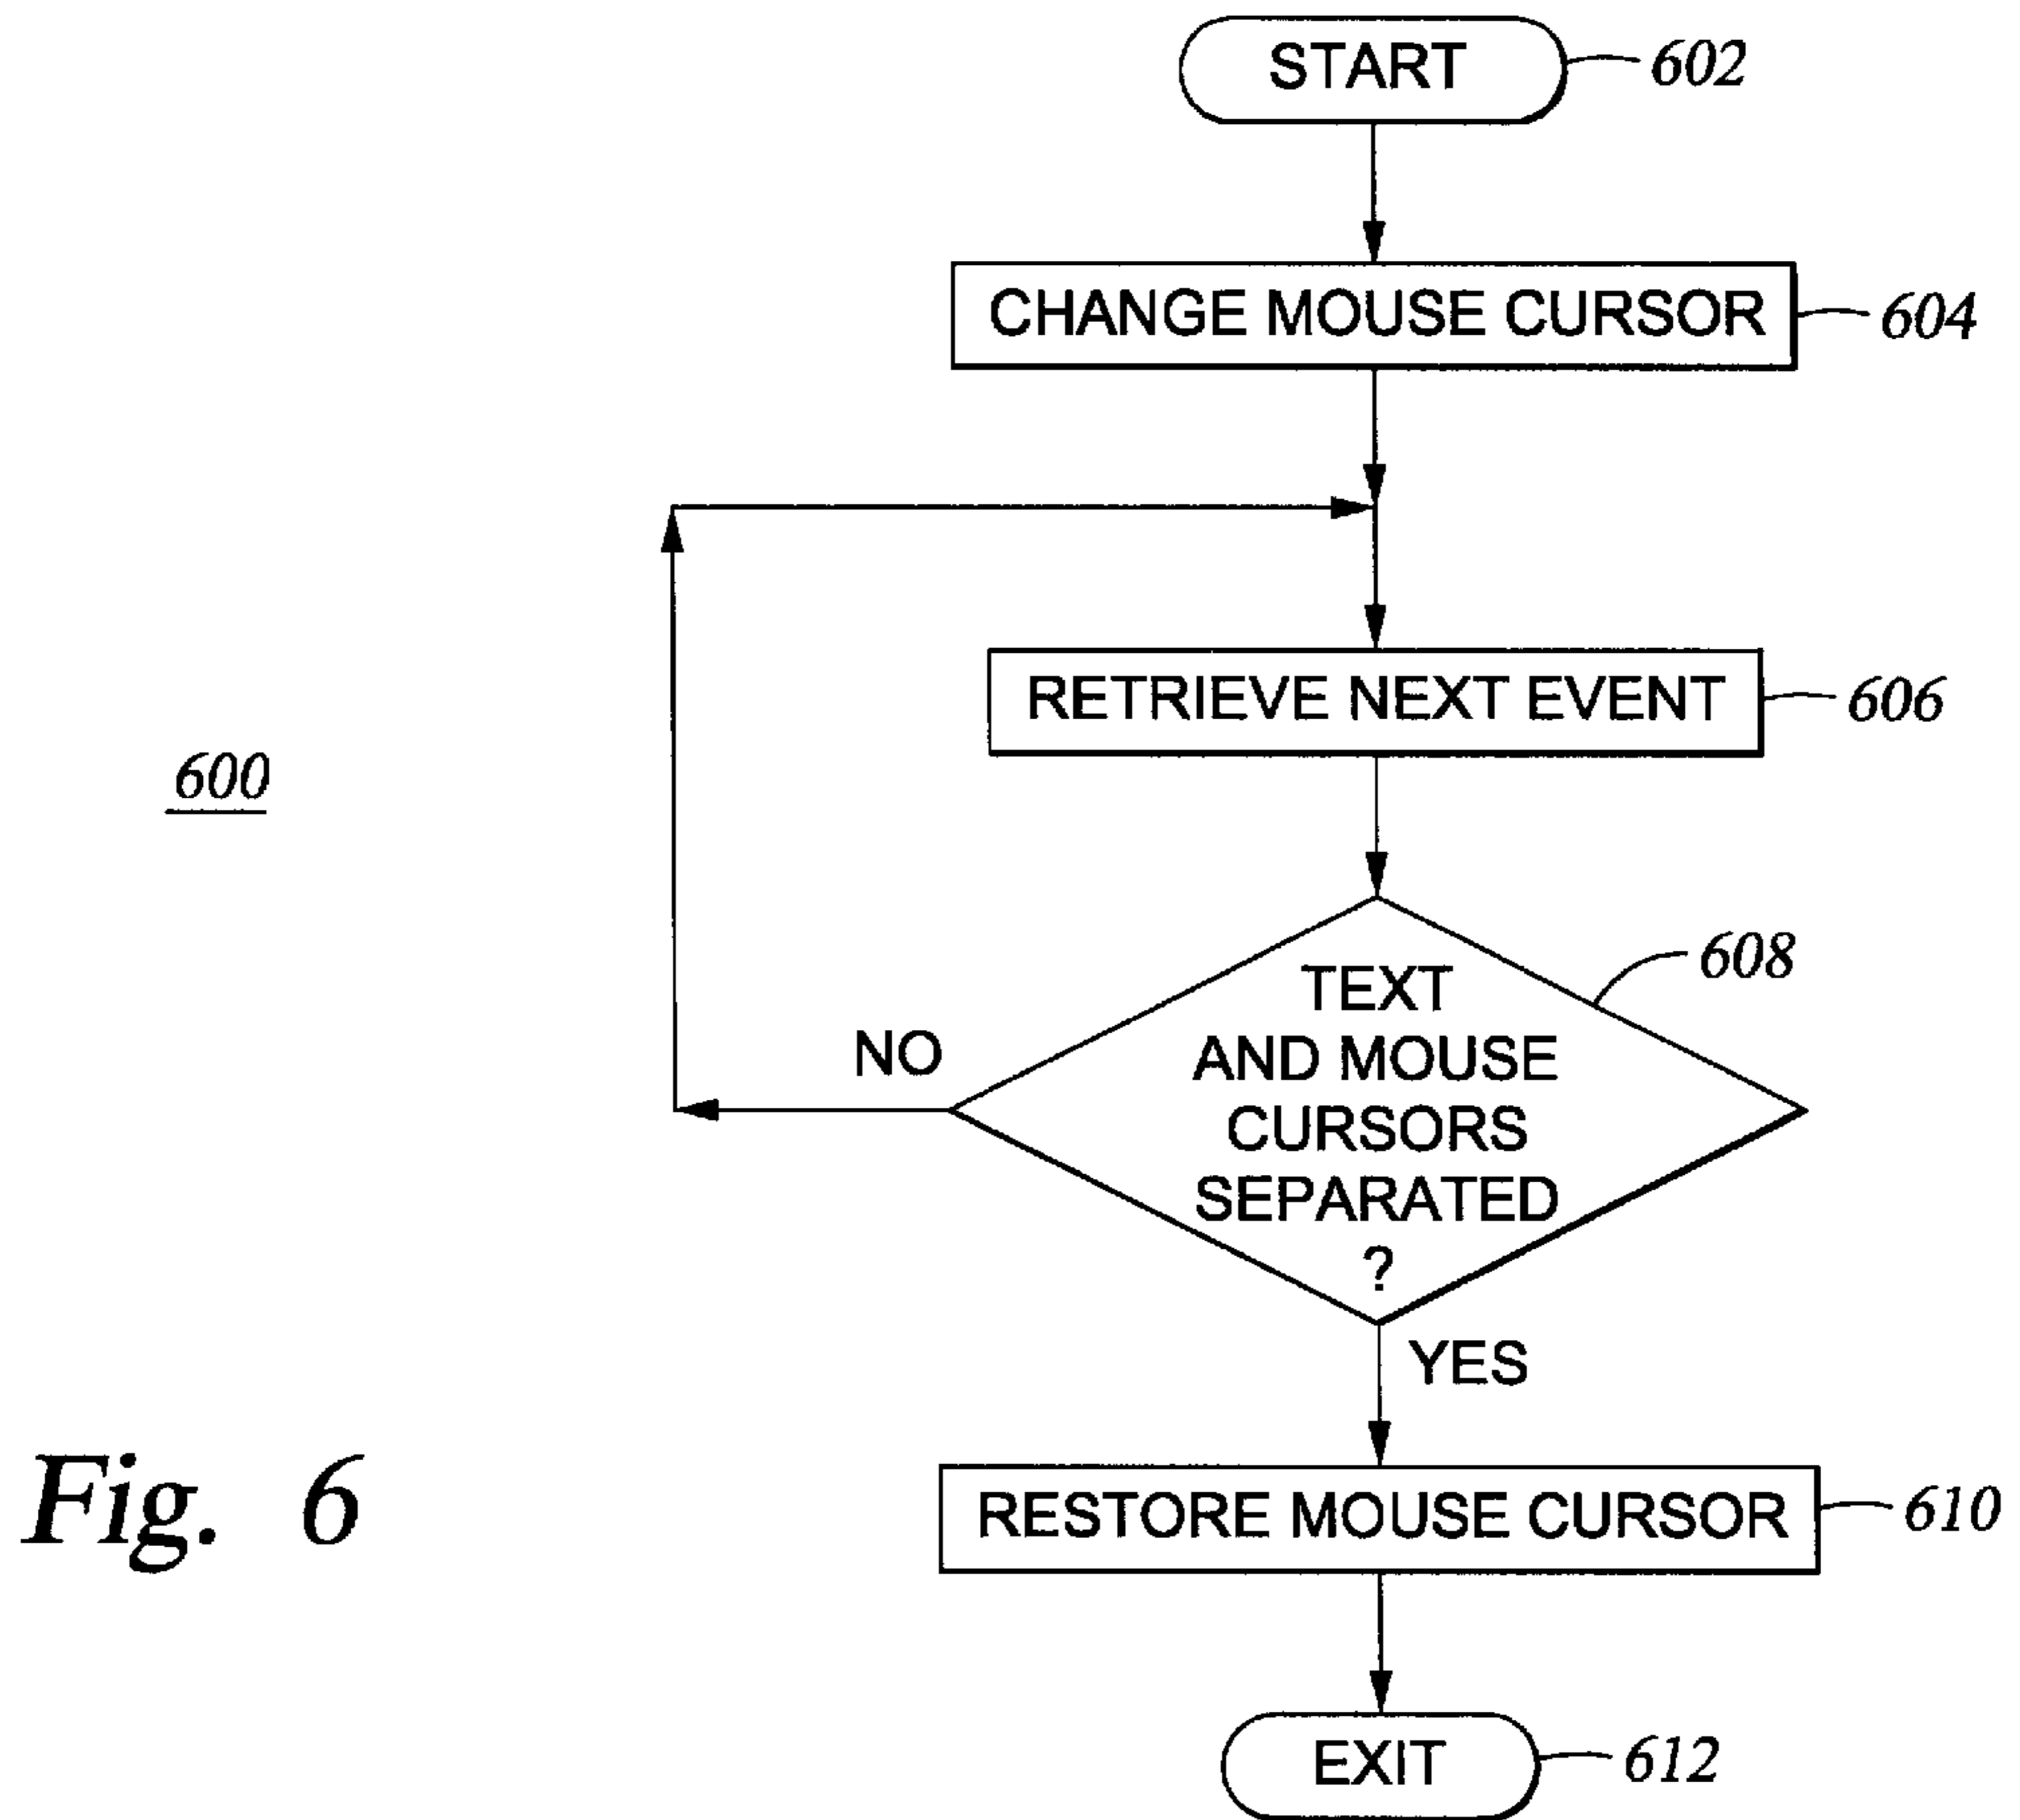 START
602
CHANGE MOUSE CURSOR
604
RETRIEVE NEXT EVENT
606
600
608
TEXT
AND MOUSE
CURSORS
SEPARATED
?
NO
YES
RESTORE MOUSE CURSOR
610
Fig. 6
EXIT
612